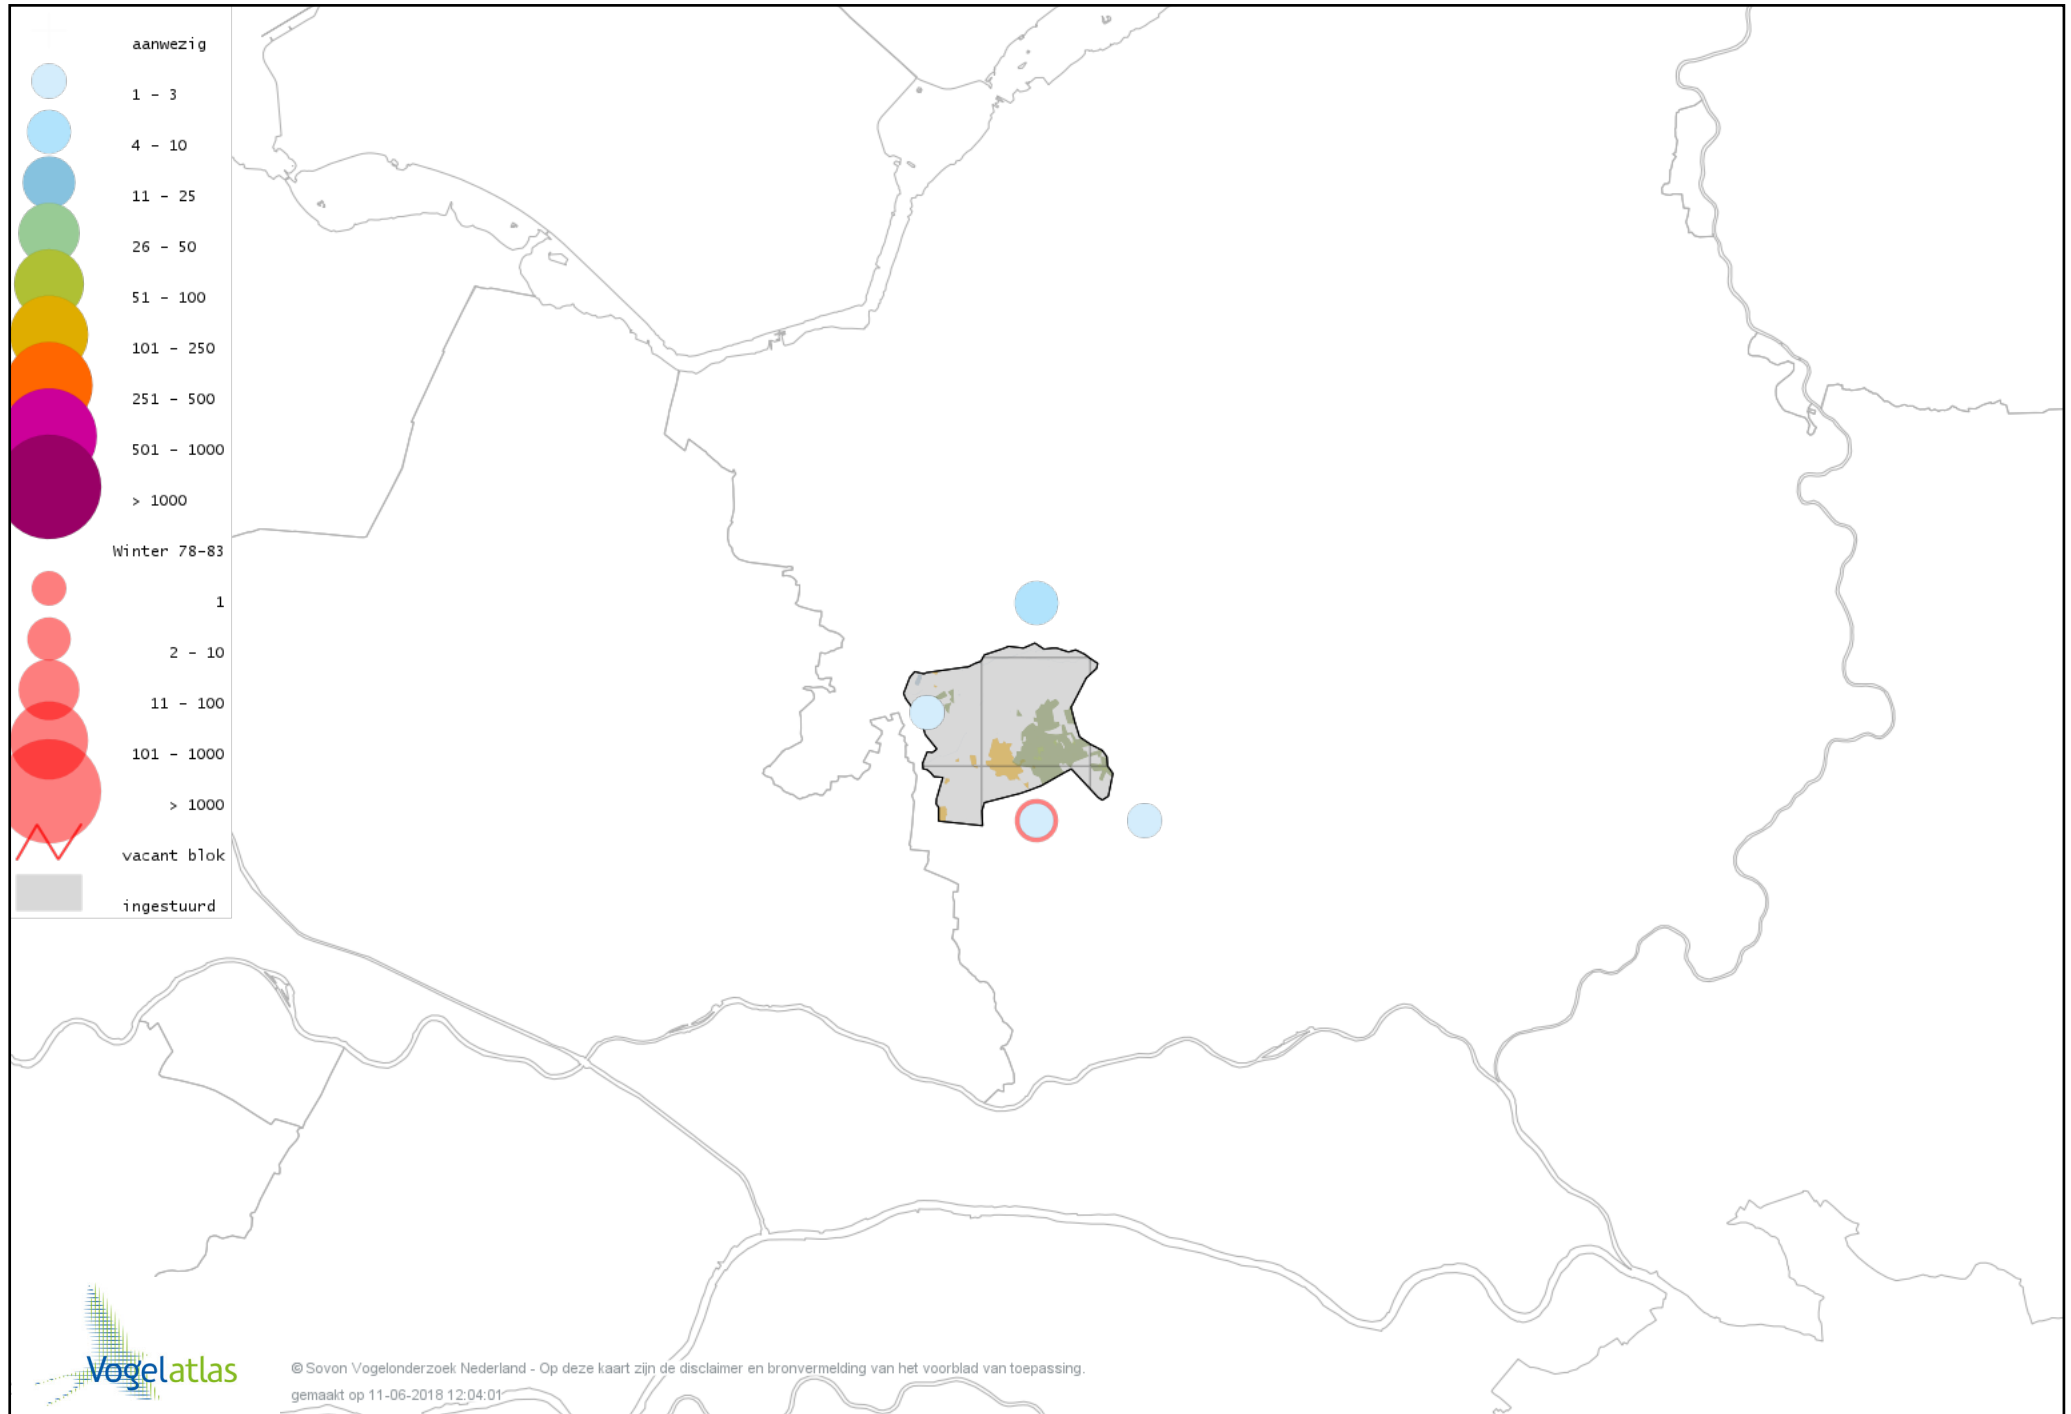 aanwezig
1 - 3
4 - 10
11 - 25
26 - 50
51 - 100
101 - 250
251 - 500
501 - 1000
> 1000
Winter 78-83
1
2 - 10
11 - 100
101 - 1000
> 1000
vacant blok
ingestuurd
Vogelatlas
© Sovon Vogelonderzoek Nederland - Op deze kaart zijn de disclaimer en bronvermelding van het voorblad van toepassing.
gemaakt op 11-06-2018 12:04:01